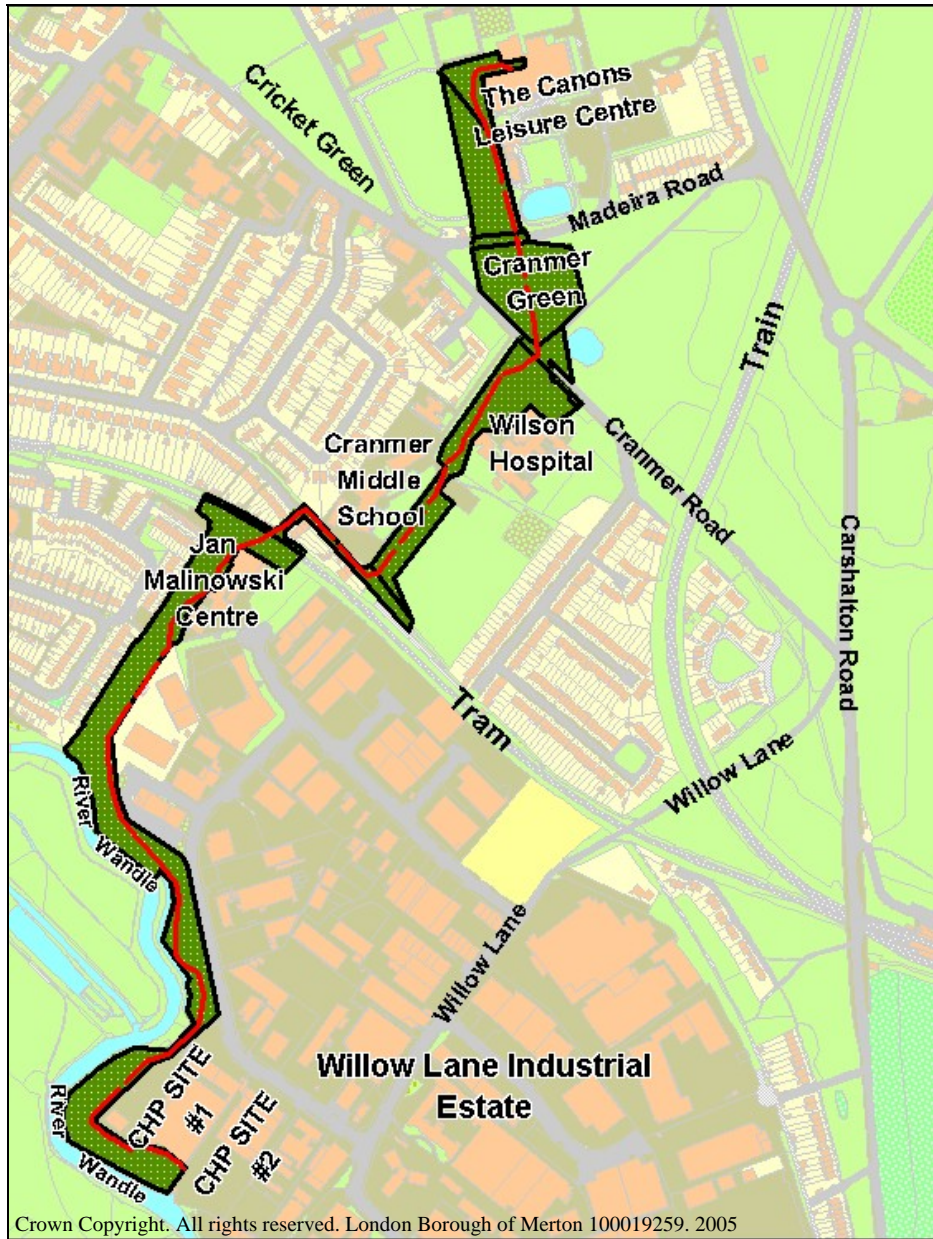 The Canons
Leisure Centre
Cricket Green
Madeira Road
Cranmer
Green
Train
Wilson
Hospital
Cranmer Road
Cranmer
Middle
School
Carshalton Road
Jan
Malinowski
Centre
Tram
Willow Lane
River
Wandle
Willow Lane
Willow Lane Industrial
Estate
CHP SITE
#1
CHP SITE
#2
River
Wandle
Crown Copyright. All rights reserved. London Borough of Merton 100019259. 2005